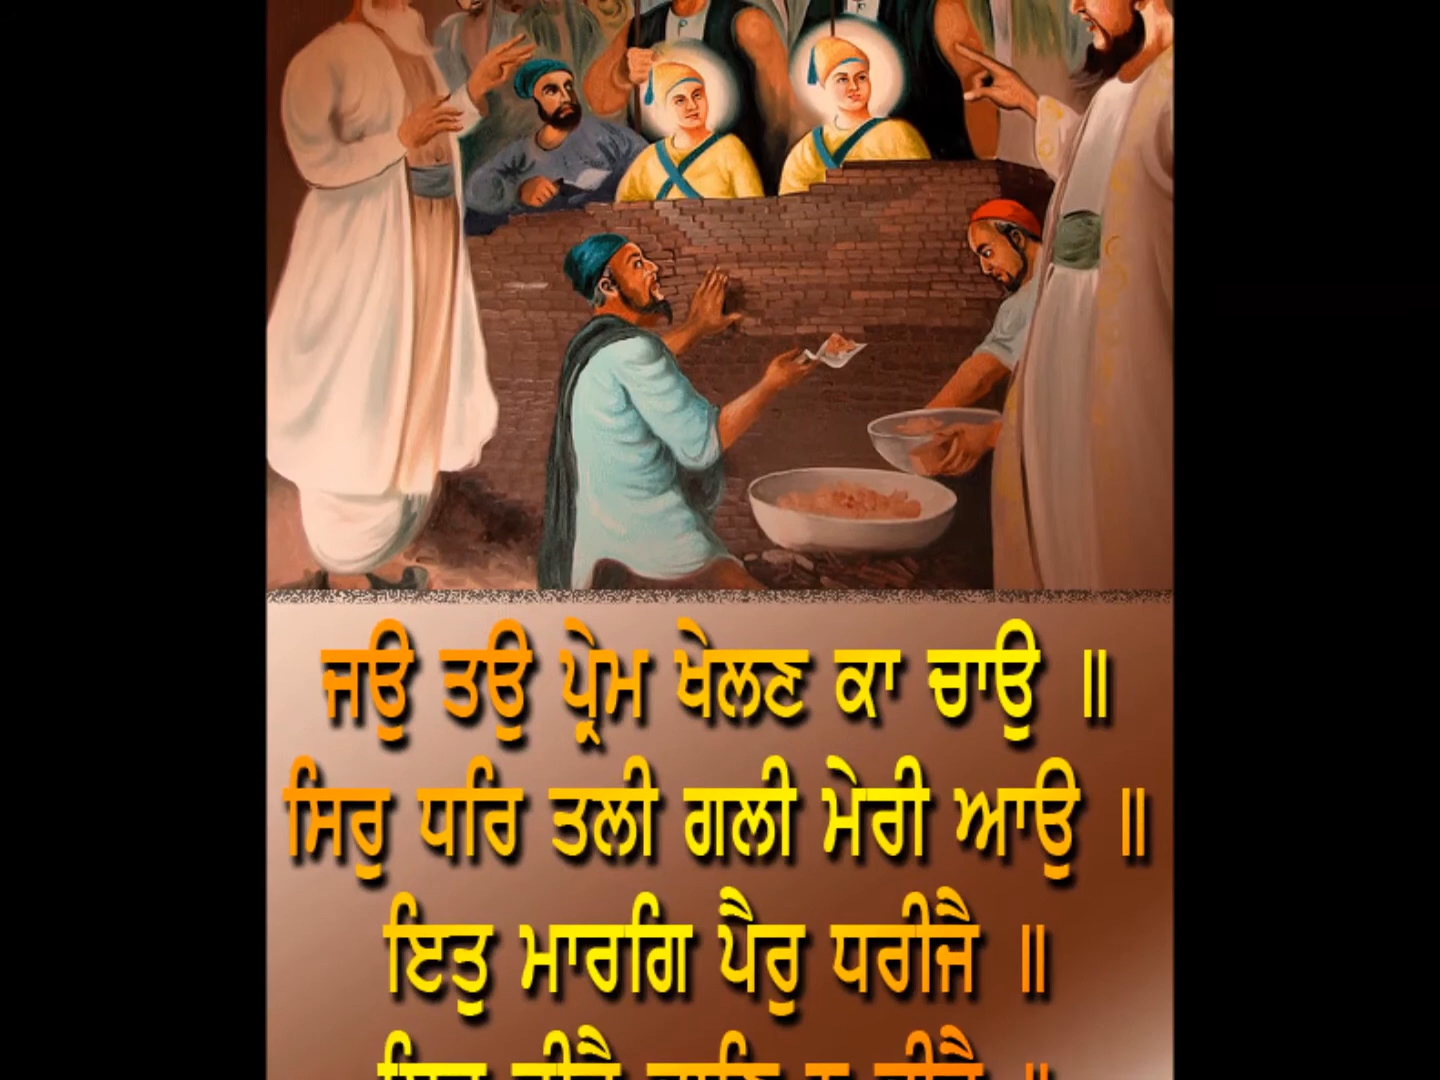 ਜਉ ਤਉ ਪ੍ਰੇਮ ਖੇਲਣ ਕਾ ਚਾਉ ॥
ਸਿਰੁ ਧਰਿ ਤਲੀ ਗਲੀ ਮੇਰੀ ਆਉ ॥
ਇਤੁ ਮਾਰਗਿ ਪੈਰੁ ਧਰੀਜੈ ॥